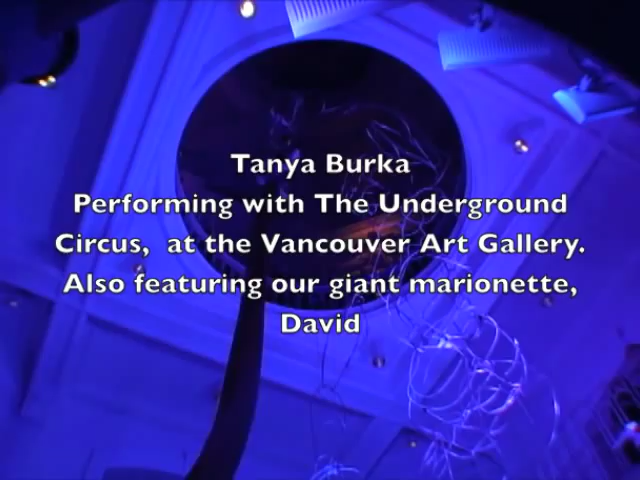 Tanya Burka
Performing with The Underground
Circus,  at the Vancouver Art Gallery.
Also featuring our giant marionette,
David